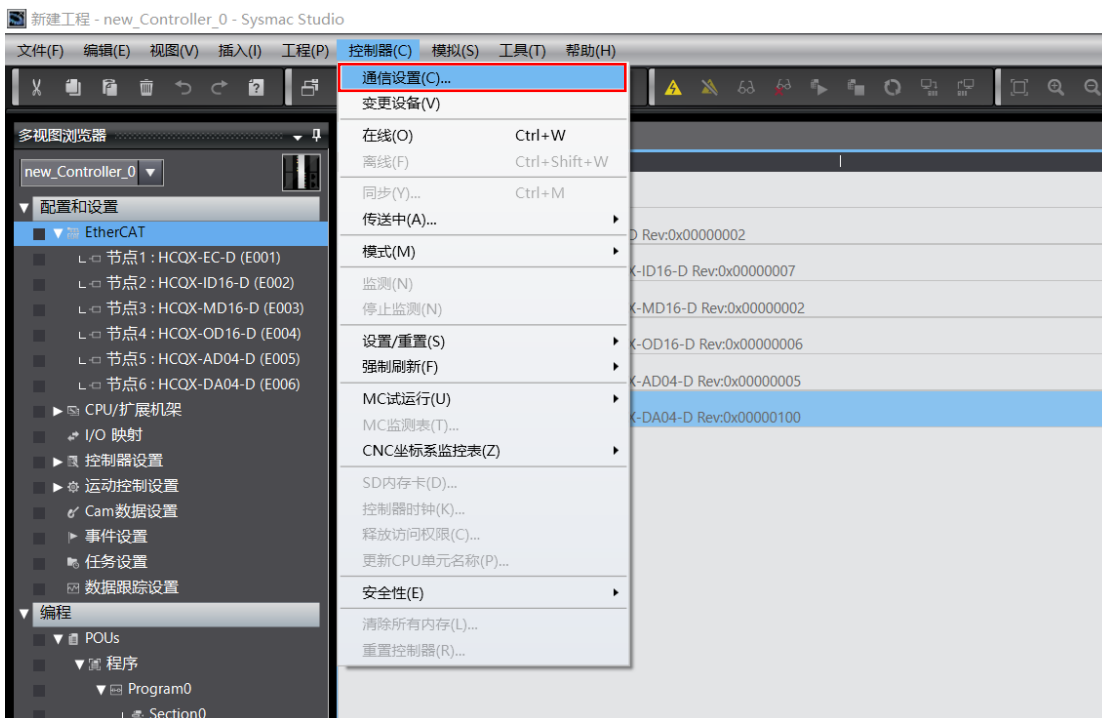 新建工程 - new_Controller_0 - Sysmac Studio
文件(F) 编辑(E) 视图(V) 插入(I) 工程(P) 控制器(C) 模拟(S) 工具(T) 帮助(H)
通信设置(C)...
变更设备(V)
在线(O) Ctrl+W
离线(F) Ctrl+Shift+W
同步(Y)... Ctrl+M
传送中(A)...
模式(M)
监测(N)
停止监测(N)
设置/重置(S)
强制刷新(F)
MC试运行(U)
MC监测表(T)...
CNC坐标系监控表(Z)
SD内存卡(D)...
控制器时钟(K)...
释放访问权限(C)...
更新CPU单元名称(P)...
安全性(E)
清除所有内存(L)...
重置控制器(R)...
多视图浏览器
new_Controller_0
配置和设置
EtherCAT
节点1 : HCQX-EC-D (E001)
节点2 : HCQX-ID16-D (E002)
节点3 : HCQX-MD16-D (E003)
节点4 : HCQX-OD16-D (E004)
节点5 : HCQX-AD04-D (E005)
节点6 : HCQX-DA04-D (E006)
CPU/扩展机架
I/O 映射
控制器设置
运动控制设置
Cam数据设置
事件设置
任务设置
数据跟踪设置
编程
POUs
程序
Program0
Section0
D Rev:0x00000002
X-ID16-D Rev:0x00000007
X-MD16-D Rev:0x00000002
X-OD16-D Rev:0x00000006
X-AD04-D Rev:0x00000005
X-DA04-D Rev:0x00000100